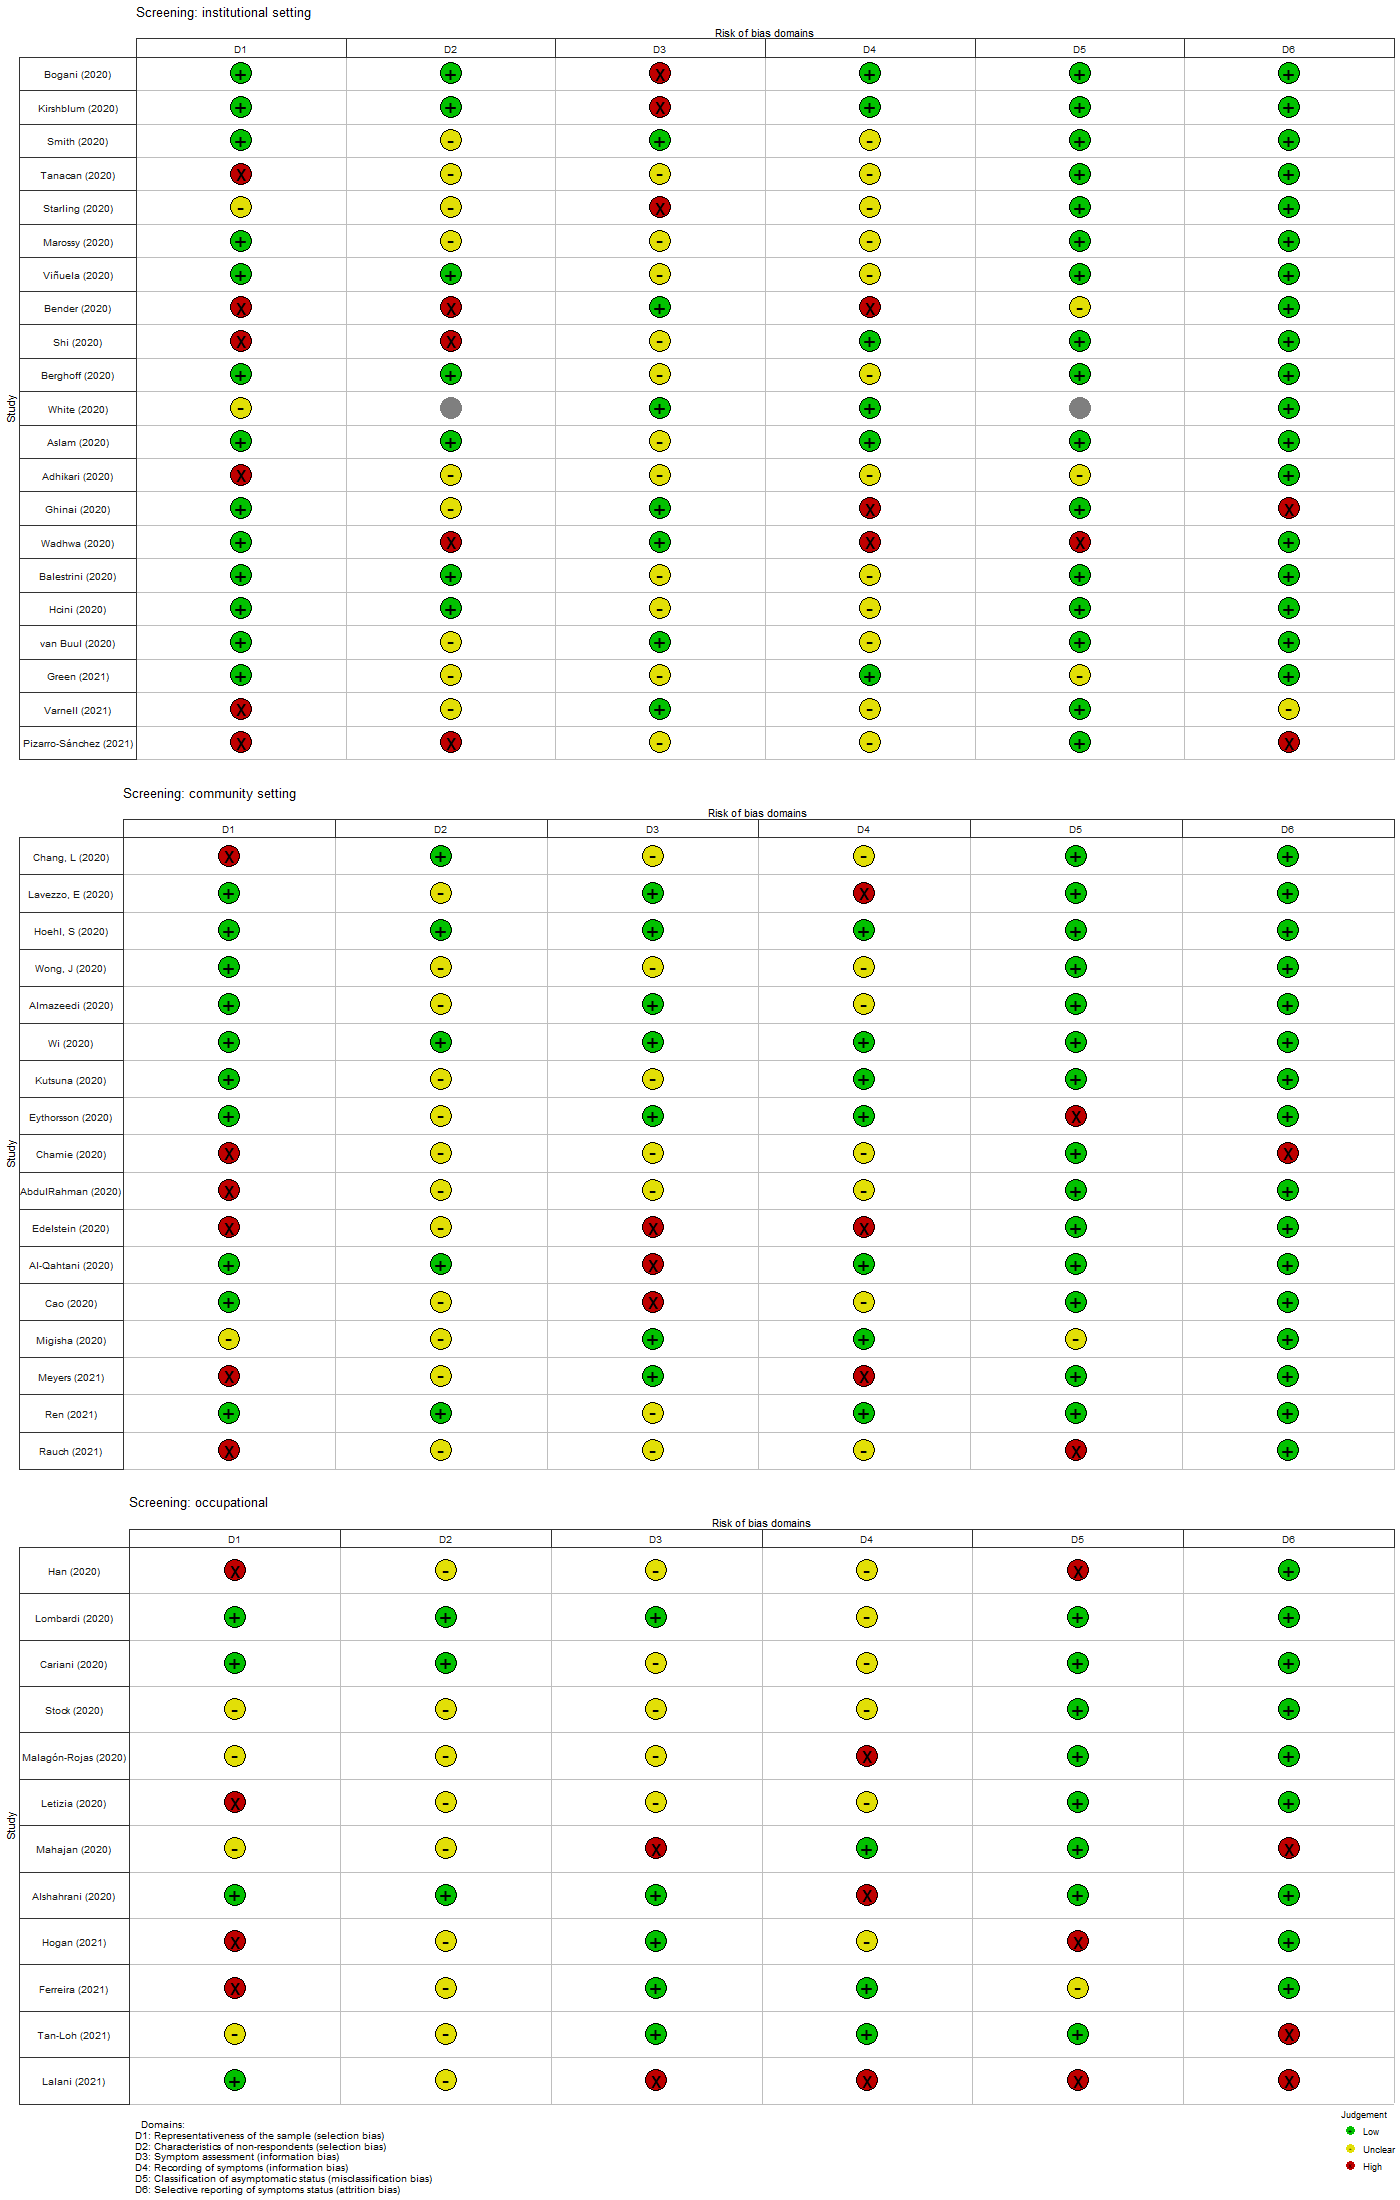 Screening: institutional setting
Risk of bias domains
D1 D2 D3 D4 D5 D6
Study
Bogani (2020) + + X + + +
Kirshblum (2020) + + X + + +
Smith (2020) + - + - + +
Tanacan (2020) X - - - + +
Starling (2020) - - X - + +
Marossy (2020) + - - - + +
Viñuela (2020) + + - - + +
Bender (2020) X X + X - +
Shi (2020) X X - + + +
Berghoff (2020) + + - - + +
White (2020) - + + +
Aslam (2020) + + - + + +
Adhikari (2020) X - - - - +
Ghinai (2020) + - + X + X
Wadhwa (2020) + X + X X +
Balestrini (2020) + + - - + +
Hcini (2020) + + - - + +
van Buul (2020) + - + - + +
Green (2021) + - - + - +
Varnell (2021) X - + - + -
Pizarro-Sánchez (2021) X X - - + X
Screening: community setting
Risk of bias domains
D1 D2 D3 D4 D5 D6
Study
Chang, L (2020) X + - - + +
Lavezzo, E (2020) + - + X + +
Hoehl, S (2020) + + + + + +
Wong, J (2020) + - - - + +
Almazeedi (2020) + - + - + +
Wi (2020) + + + + + +
Kutsuna (2020) + - - + + +
Eythorsson (2020) + - + + X +
Chamie (2020) X - - - + X
AbdulRahman (2020) X - - - + +
Edelstein (2020) X - X X + +
Al-Qahtani (2020) + + X + + +
Cao (2020) + - X - + +
Migisha (2020) - - + + - +
Meyers (2021) X - + X + +
Ren (2021) + + - + + +
Rauch (2021) X - - - X +
Screening: occupational
Risk of bias domains
D1 D2 D3 D4 D5 D6
Study
Han (2020) X - - - X +
Lombardi (2020) + + + - + +
Cariani (2020) + + - - + +
Stock (2020) - - - - + +
Malagón-Rojas (2020) - - - X + +
Letizia (2020) X - - - + +
Mahajan (2020) - - X + + X
Alshahrani (2020) + + + X + +
Hogan (2021) X - + - X +
Ferreira (2021) X - + + - +
Tan-Loh (2021) - - + + + X
Lalani (2021) + - X X X X
Domains:
D1: Representativeness of the sample (selection bias)
D2: Characteristics of non-respondents (selection bias)
D3: Symptom assessment (information bias)
D4: Recording of symptoms (information bias)
D5: Classification of asymptomatic status (misclassification bias)
D6: Selective reporting of symptoms status (attrition bias)
Judgement
Low
Unclear
High